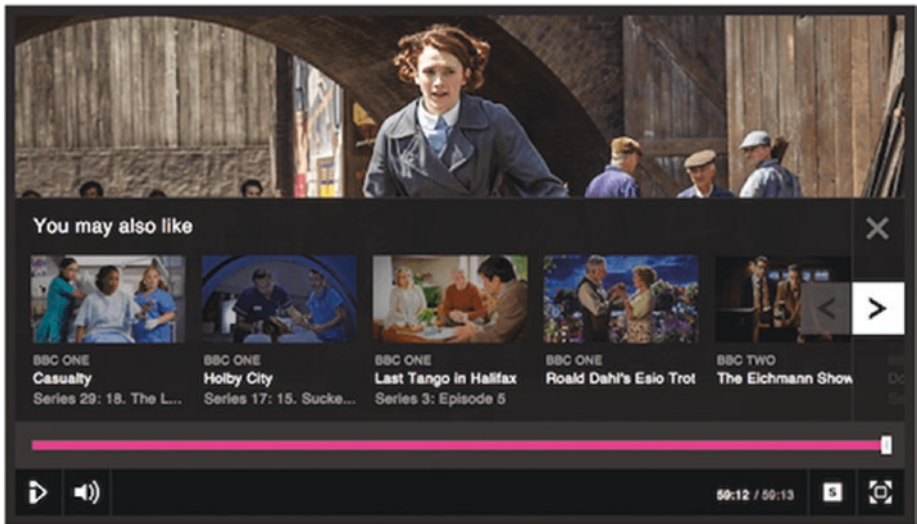 You may also like
BBC ONE
Casualty
Series 29: 18. The L...
BBC ONE
Holby City
Series 17: 15. Sucke...
BBC ONE
Last Tango in Halifax
Series 3: Episode 5
BBC ONE
Roald Dahl's Esio Trot
BBC TWO
The Eichmann Show
59:12 / 59:13
S